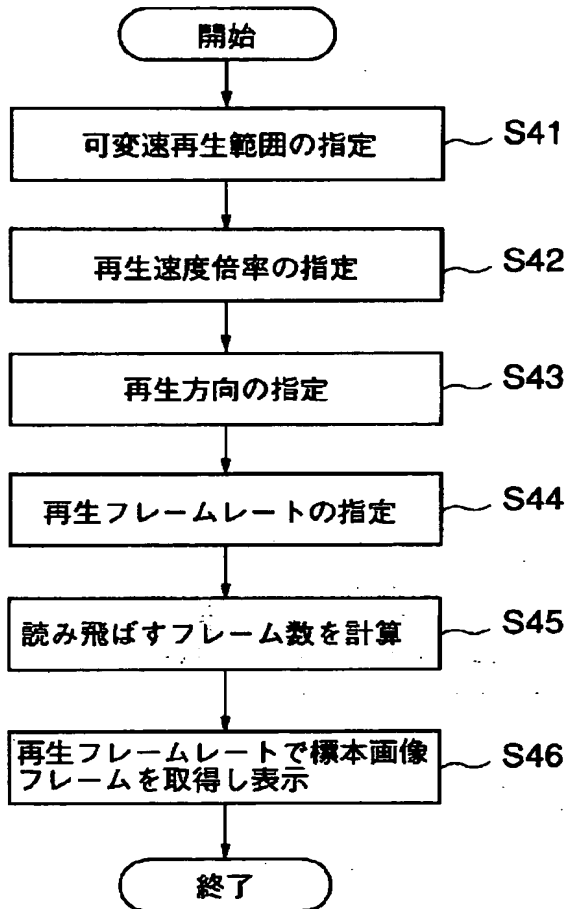 開始
可変速再生範囲の指定
S41
再生速度倍率の指定
S42
再生方向の指定
S43
再生フレームレートの指定
S44
読み飛ばすフレーム数を計算
S45
再生フレームレートで標本画像
フレームを取得し表示
S46
終了